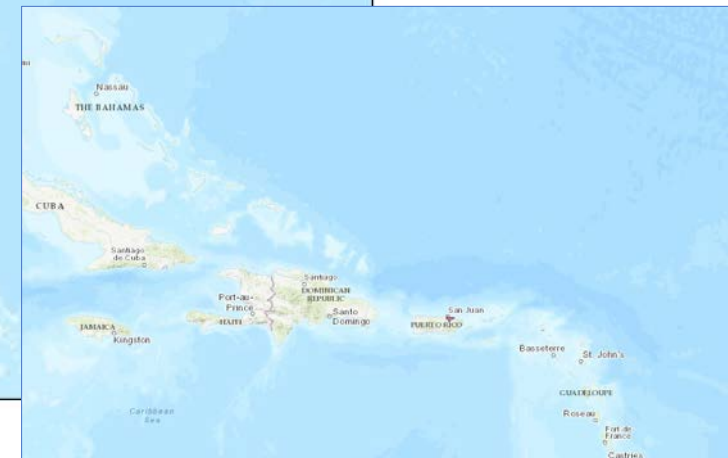 Nassau
THE BAHAMAS
CUBA
Santiago
de Cuba
Santiago
DOMINICAN
REPUBLIC
Port-au-
Prince
HAITI
Santo
Domingo
San Juan
PUERTO RICO
JAMAICA
Kingston
Basseterre
St. John's
GUADELOUPE
Roseau
Fort-de-
France
Castries
Caribbean
Sea